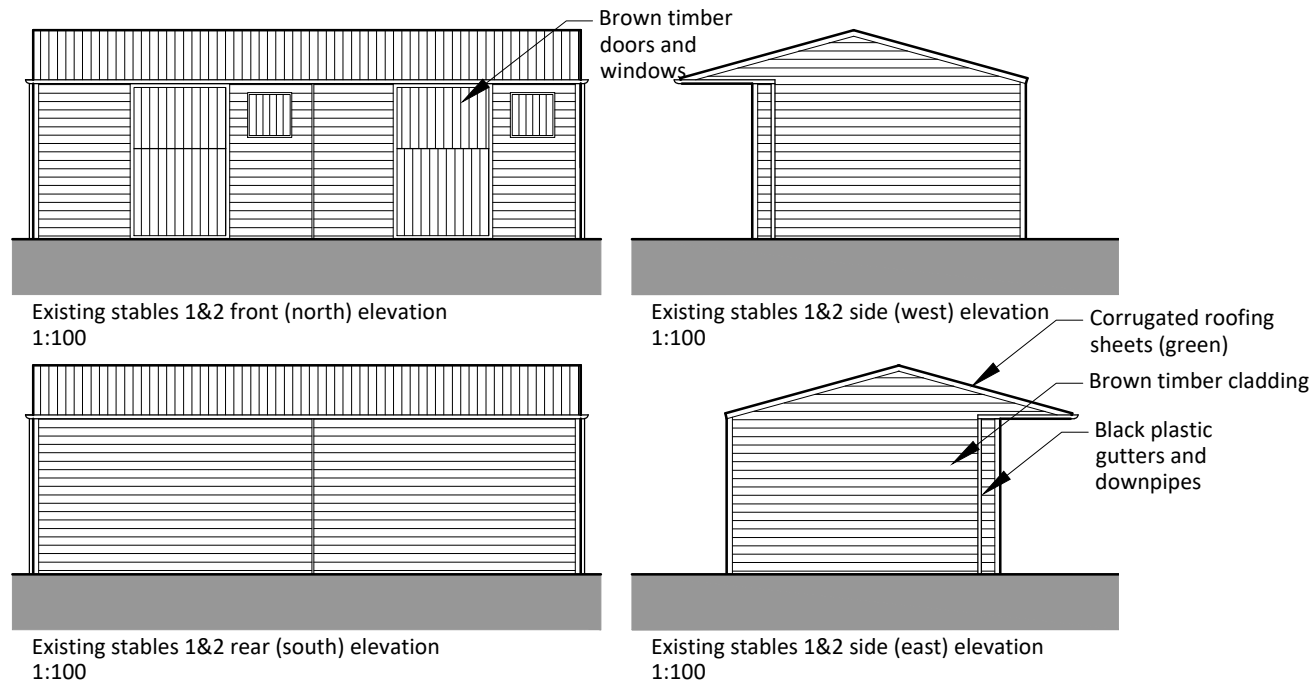 Brown timber
doors and
windows
Existing stables 1&2 front (north) elevation
1:100
Existing stables 1&2 side (west) elevation
1:100
Corrugated roofing
sheets (green)
Brown timber cladding
Black plastic
gutters and
downpipes
Existing stables 1&2 rear (south) elevation
1:100
Existing stables 1&2 side (east) elevation
1:100